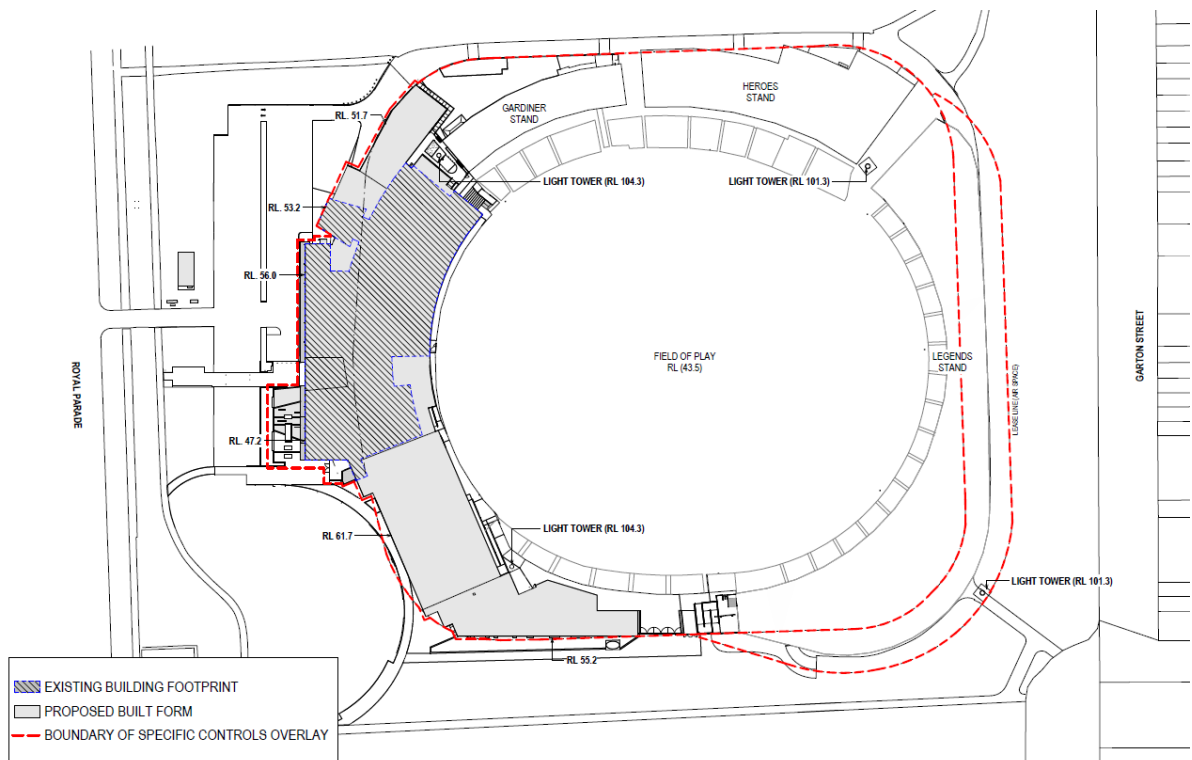 HEROES
STAND
GARDINER
STAND
RL. 51.7
LIGHT TOWER (RL 104.3)
LIGHT TOWER (RL 101.3)
RL. 53.2
RL. 56.0
FIELD OF PLAY
RL (43.5)
LEGENDS
STAND
LEASE LINE (AIR SPACE)
GARTON STREET
ROYAL PARADE
RL. 47.2
RL 61.7
LIGHT TOWER (RL 104.3)
LIGHT TOWER (RL 101.3)
RL 55.2
EXISTING BUILDING FOOTPRINT
PROPOSED BUILT FORM
BOUNDARY OF SPECIFIC CONTROLS OVERLAY